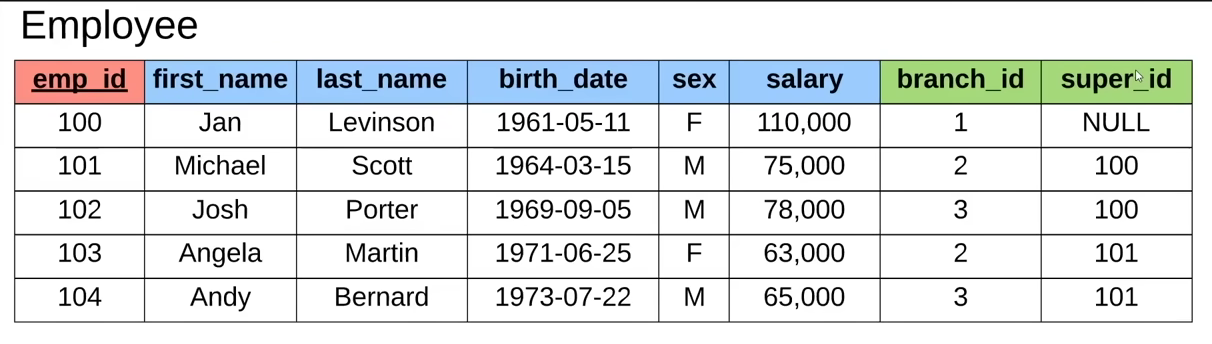 Employee
emp_id first_name last_name birth_date sex salary branch_id super_id
100 Jan Levinson 1961-05-11 F 110,000 1 NULL
101 Michael Scott 1964-03-15 M 75,000 2 100
102 Josh Porter 1969-09-05 M 78,000 3 100
103 Angela Martin 1971-06-25 F 63,000 2 101
104 Andy Bernard 1973-07-22 M 65,000 3 101